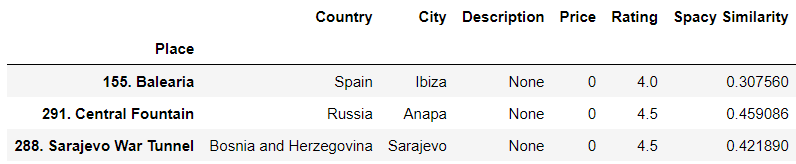 Country City Description Price Rating Spacy Similarity
Place
155. Balearia Spain Ibiza None 0 4.0 0.307560
291. Central Fountain Russia Anapa None 0 4.5 0.459086
288. Sarajevo War Tunnel Bosnia and Herzegovina Sarajevo None 0 4.5 0.421890